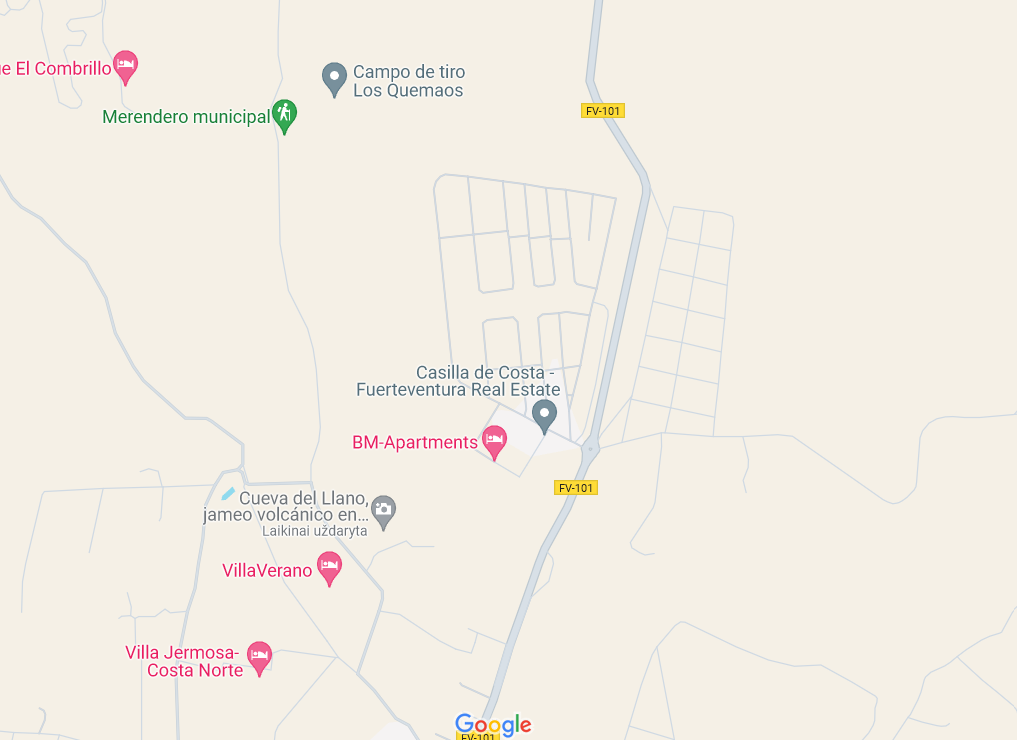 e El Combrillo
Campo de tiro
Los Quemaos
Merendero municipal
FV-101
Casilla de Costa -
Fuerteventura Real Estate
BM-Apartments
FV-101
Cueva del Llano,
jameo volcánico en...
Laikinai uždaryta
VillaVerano
Villa Jermosa-
Costa Norte
Google
FV-101